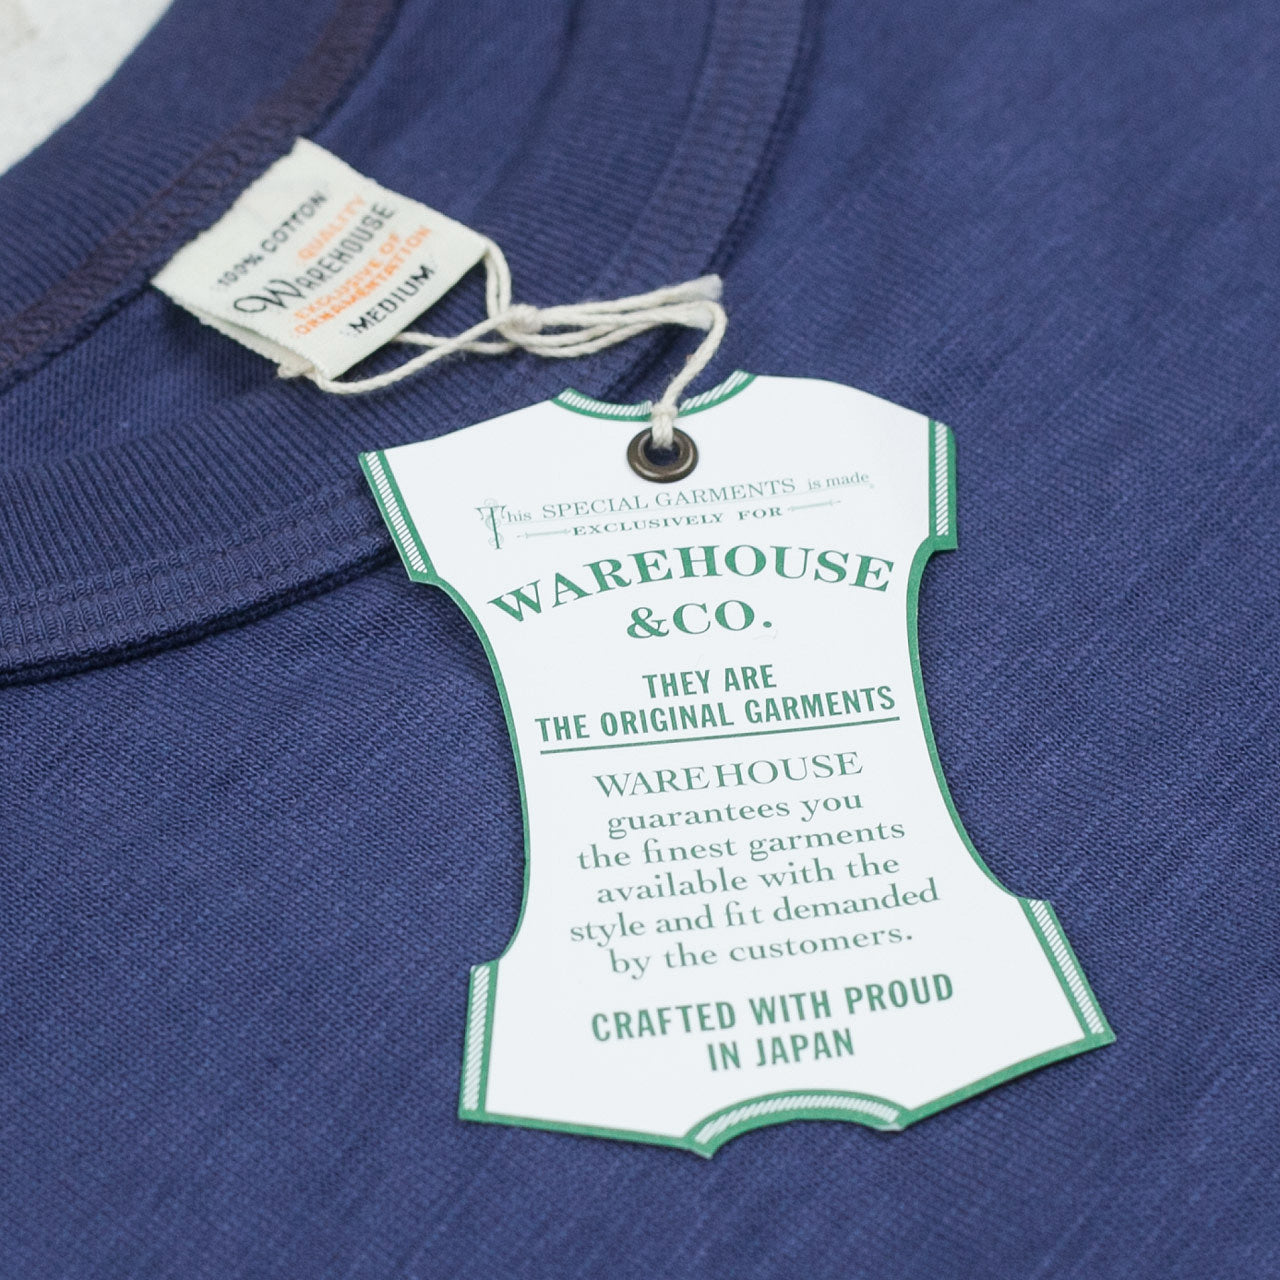 100% COTTON
QUALITY
WAREHOUSE
EXCLUSIVE OF
ORNAMENTATION
MEDIUM
This SPECIAL GARMENTS is made
EXCLUSIVELY FOR
WAREHOUSE
&CO.
THEY ARE
THE ORIGINAL GARMENTS
WAREHOUSE
guarantees you
the finest garments
available with the
style and fit demanded
by the customers.
CRAFTED WITH PROUD
IN JAPAN